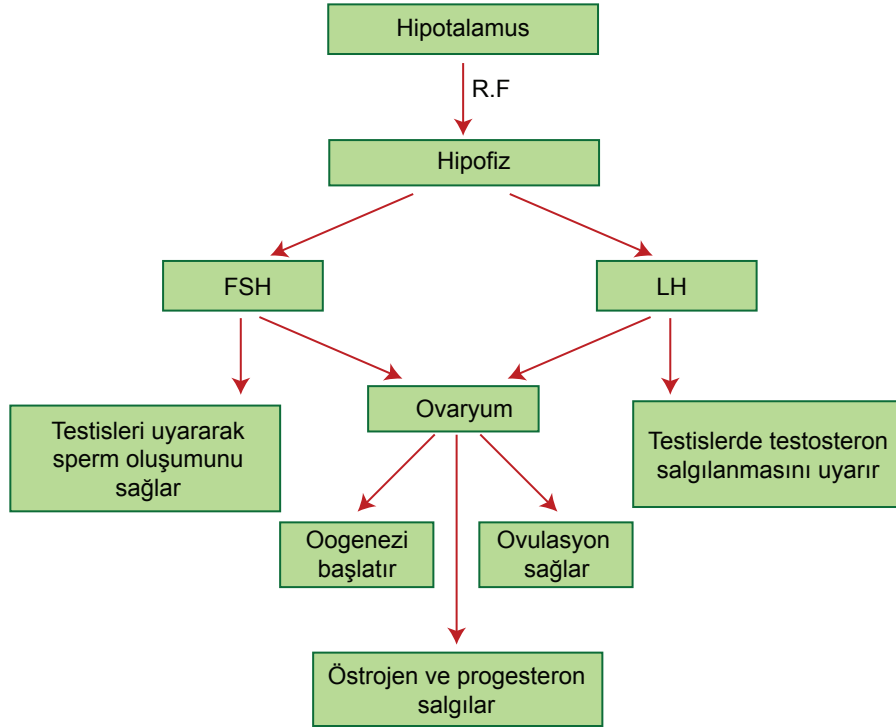 Hipotalamus
R.F
Hipofiz
FSH
LH
Ovaryum
Testisleri uyararak
sperm oluşumunu
sağlar
Testislerde testosteron
salgılanmasını uyarır
Oogenezi
başlatır
Ovulasyon
sağlar
Östrojen ve progesteron
salgılar